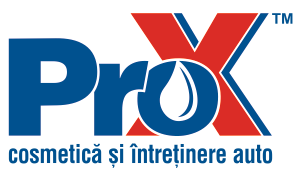 ProX™
cosmetică și întreținere auto